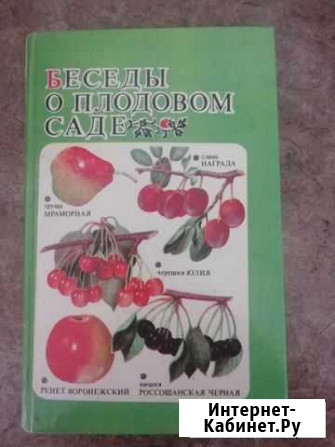 БЕСЕДЫ
О ПЛОДОВОМ
САДЕ
слива
НАГРАДА
груша
МРАМОРНАЯ
черешня ЮЛИЯ
РЕНЕТ ВОРОНЕЖСКИЙ
вишня
РОССОШАНСКАЯ ЧЕРНАЯ
Интернет-
Кабинет.Ру